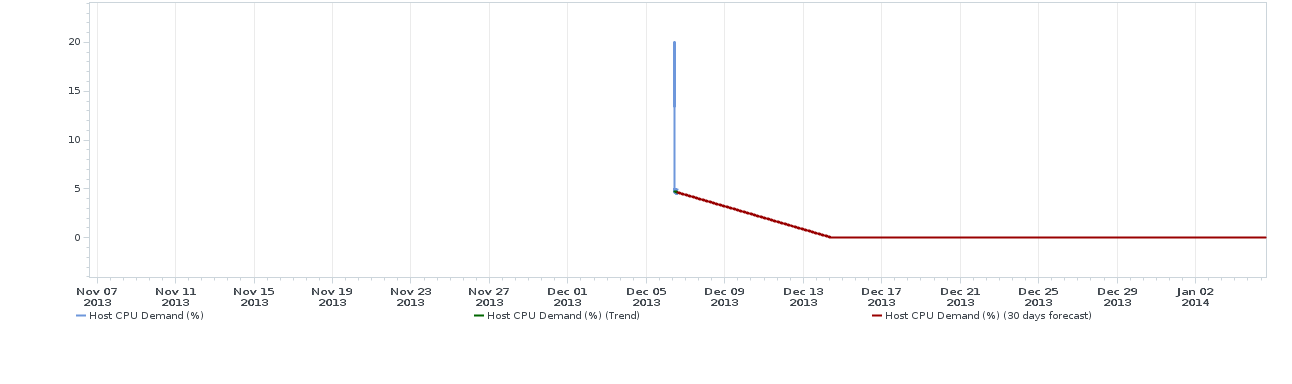 20
15
10
5
0
Nov 07 Nov 11 Nov 15 Nov 19 Nov 23 Nov 27 Dec 01 Dec 05 Dec 09 Dec 13 Dec 17 Dec 21 Dec 25 Dec 29 Jan 02
2013 2013 2013 2013 2013 2013 2013 2013 2013 2013 2013 2013 2013 2013 2014
Host CPU Demand (%) Host CPU Demand (%) (Trend) Host CPU Demand (%) (30 days forecast)